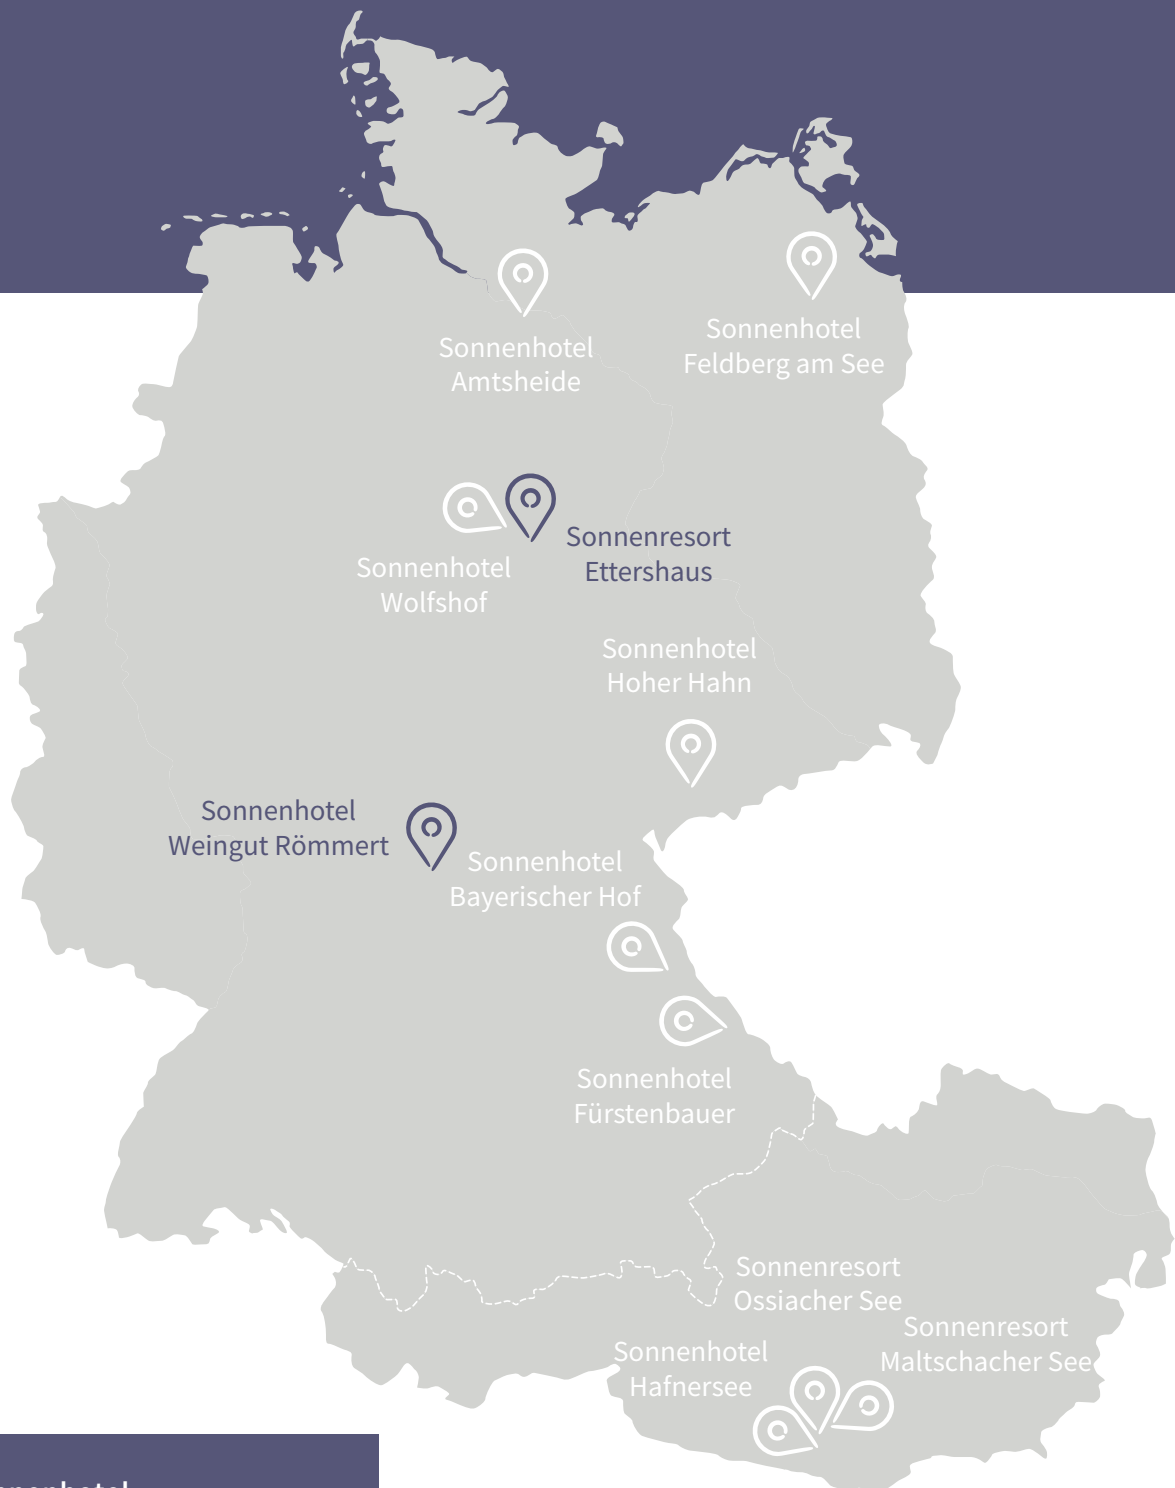 Sonnenhotel
Amtsheide
Sonnenhotel
Feldberg am See
Sonnenresort
Ettershaus
Sonnenhotel
Wolfshof
Sonnenhotel
Hoher Hahn
Sonnenhotel
Weingut Römmert
Sonnenhotel
Bayerischer Hof
Sonnenhotel
Fürstenbauer
Sonnenresort
Ossiacher See
Sonnenresort
Maltschacher See
Sonnenhotel
Hafnersee